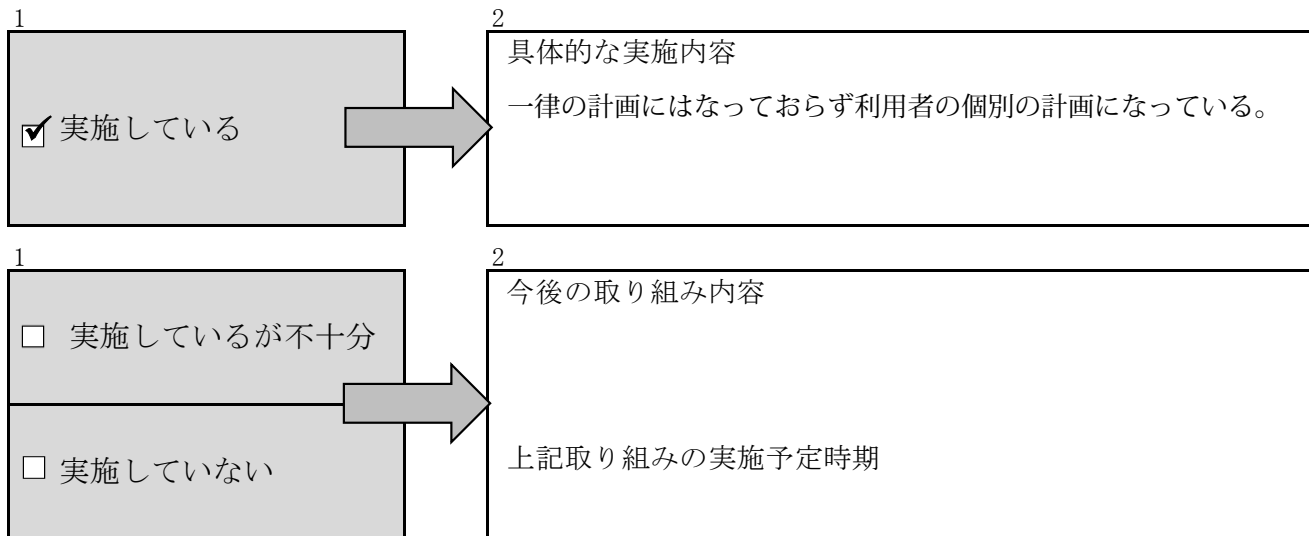 1
2
具体的な実施内容
一律の計画にはなっておらず利用者の個別の計画になっている。
実施している
1
2
今後の取り組み内容
実施しているが不十分
実施していない
上記取り組みの実施予定時期